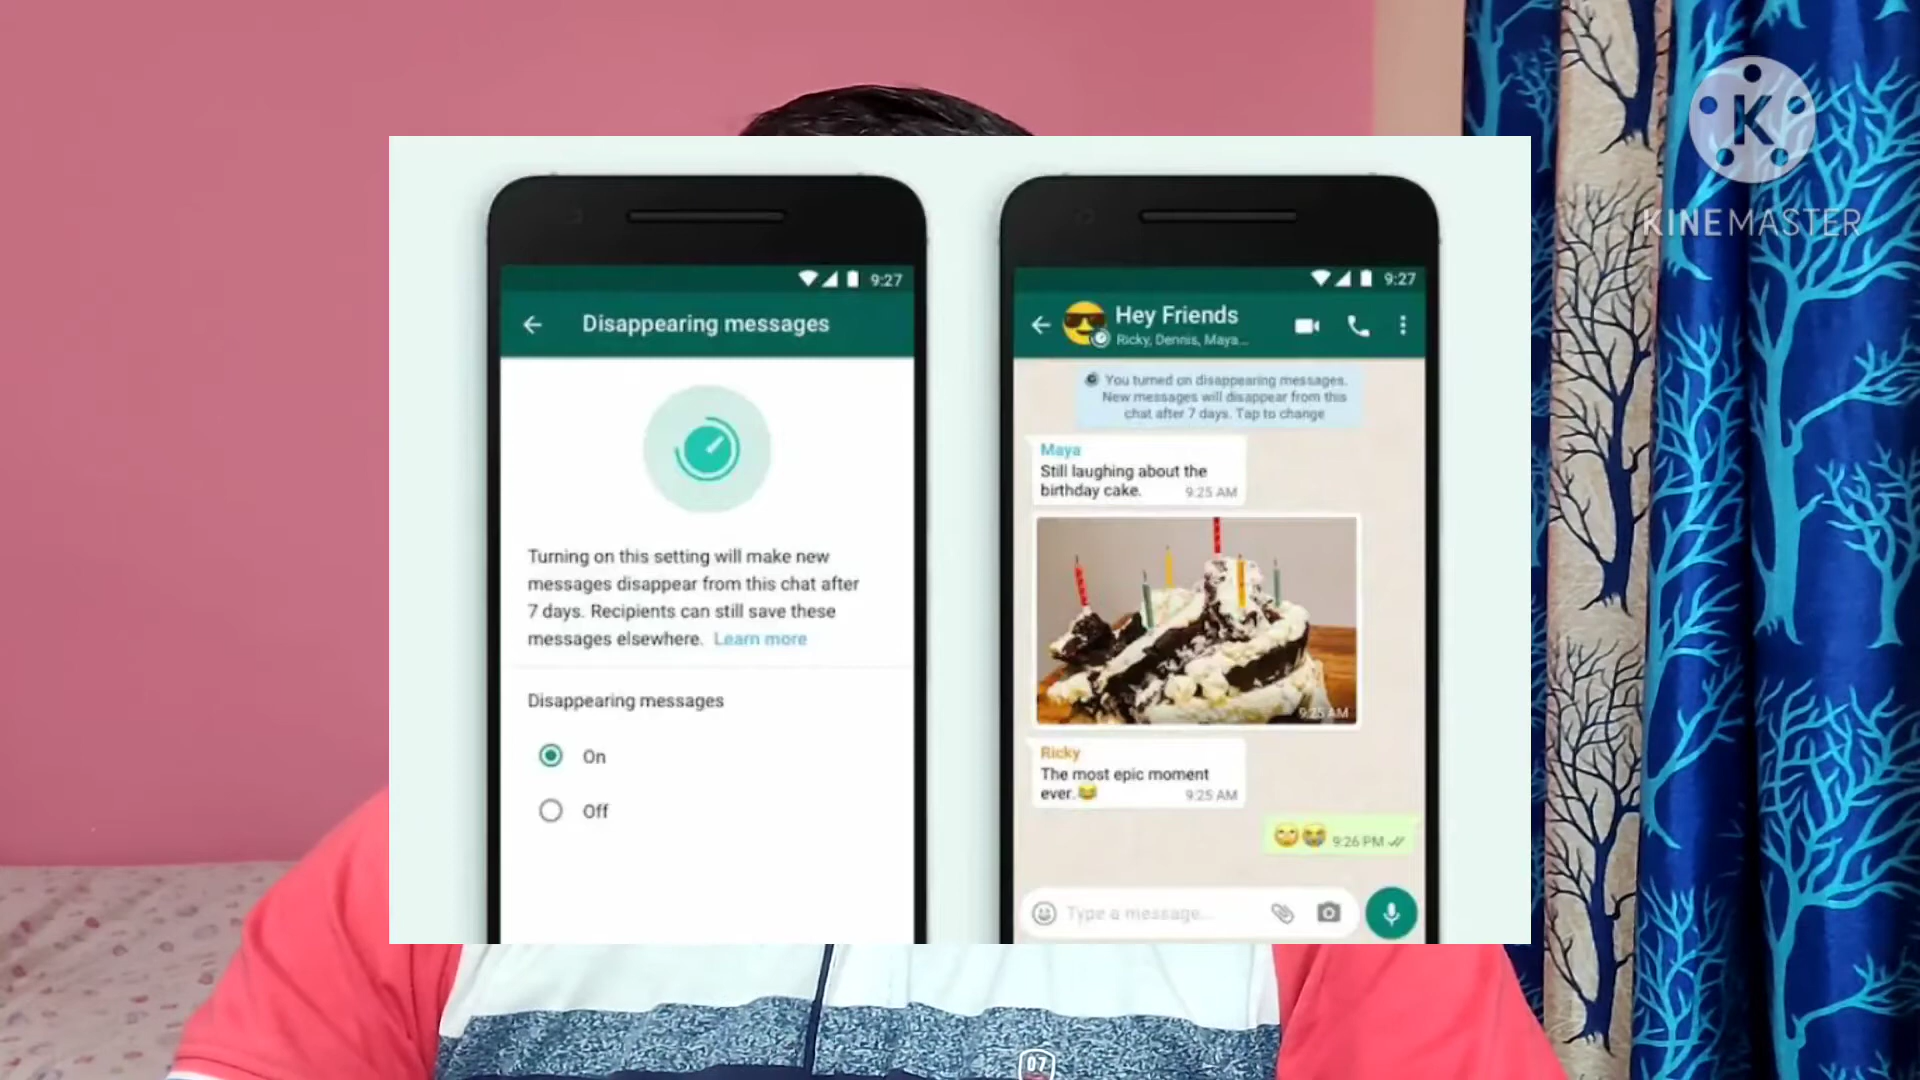 KINEMASTER
9:27
Disappearing messages
Turning on this setting will make new
messages disappear from this chat after
7 days. Recipients can still save these
messages elsewhere. Learn more
Disappearing messages
On
Off
9:27
Hey Friends
Ricky, Dennis, Maya...
You turned on disappearing messages.
New messages will disappear from this
chat after 7 days. Tap to change
Maya
Still laughing about the
birthday cake. 9:25 AM
9:25 AM
Ricky
The most epic moment
ever.😂 9:25 AM
🙄😭 9:26 PM
Type a message...
07